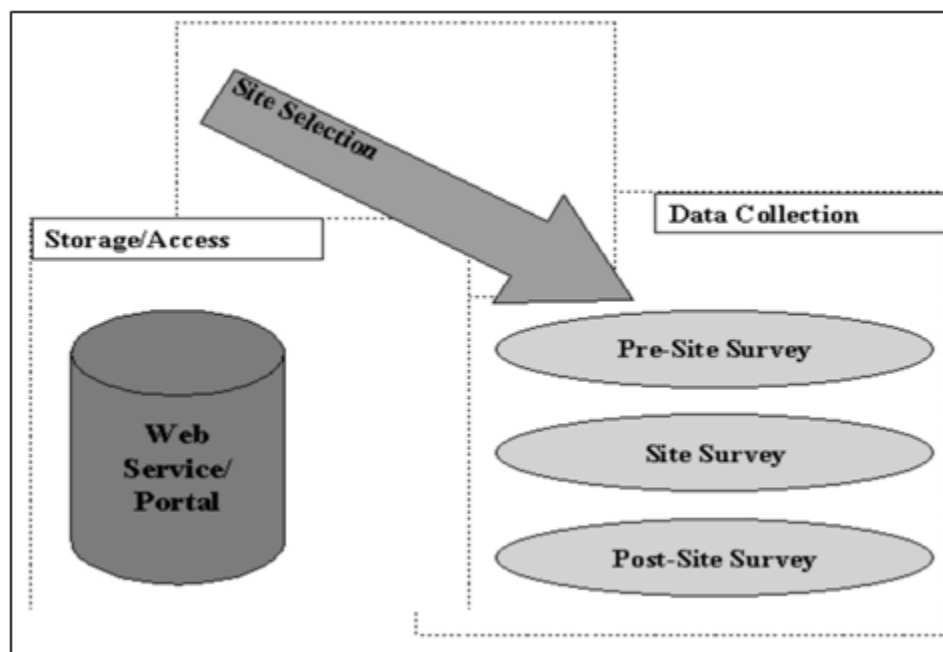 Site Selection
Data Collection
Storage/Access
Pre-Site Survey
Web
Service/
Portal
Site Survey
Post-Site Survey